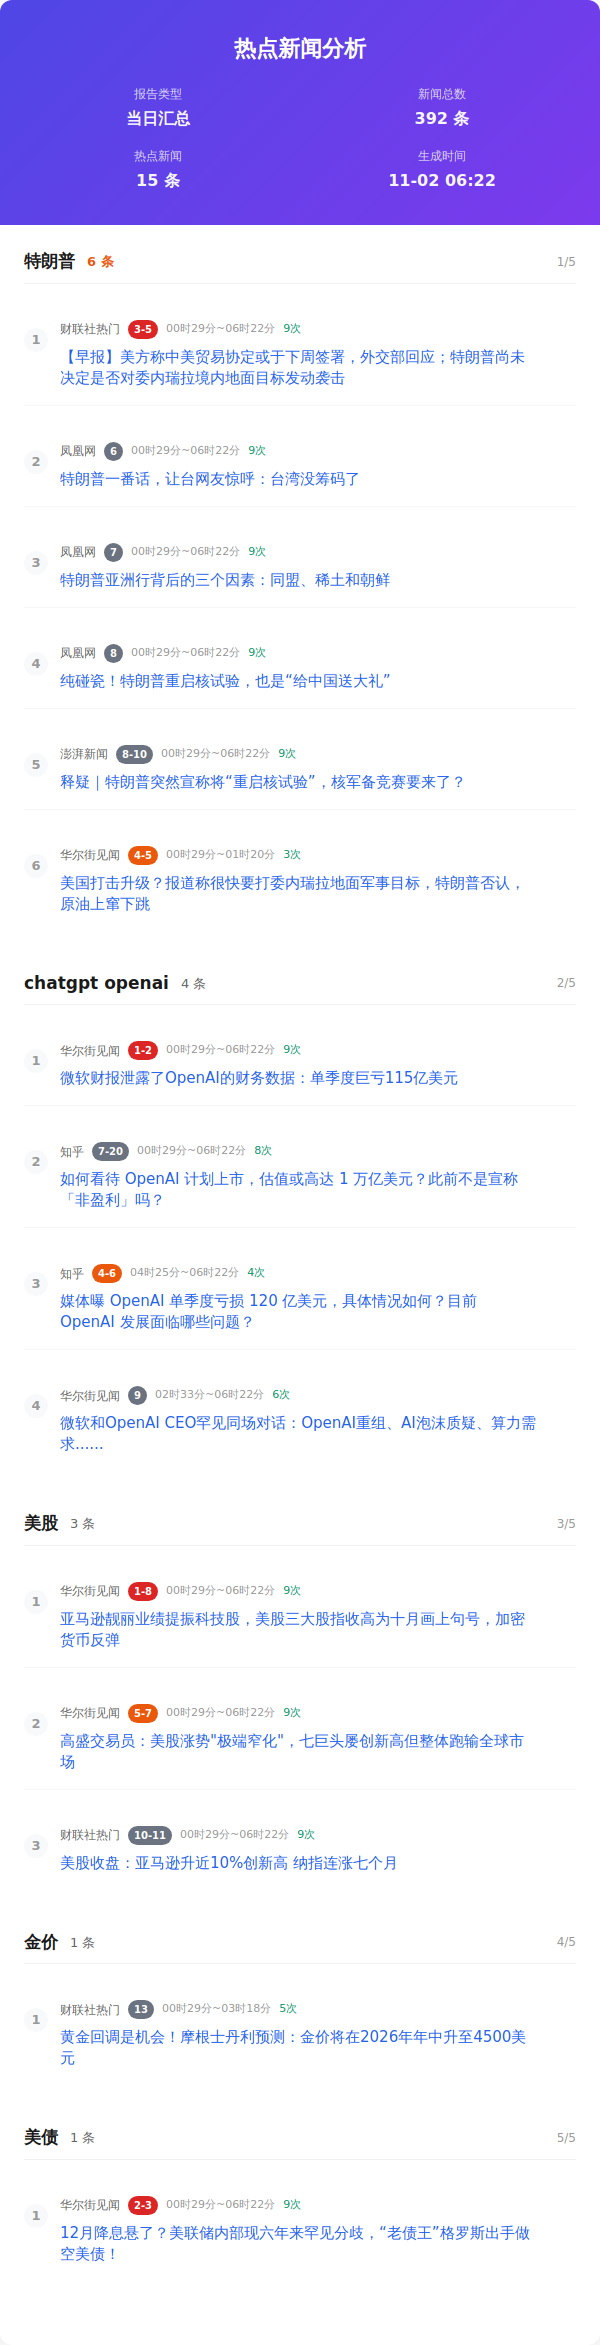 热点新闻分析
报告类型
新闻总数
当日汇总
392 条
热点新闻
生成时间
15 条
11-02 06:22
特朗普 6 条 1/5
1 财联社热门 3-5 00时29分~06时22分 9次
【早报】美方称中美贸易协定或于下周签署，外交部回应；特朗普尚未
决定是否对委内瑞拉境内地面目标发动袭击
2 凤凰网 6 00时29分~06时22分 9次
特朗普一番话，让台网友惊呼：台湾没筹码了
3 凤凰网 7 00时29分~06时22分 9次
特朗普亚洲行背后的三个因素：同盟、稀土和朝鲜
4 凤凰网 8 00时29分~06时22分 9次
纯碰瓷！特朗普重启核试验，也是“给中国送大礼”
5 澎湃新闻 8-10 00时29分~06时22分 9次
释疑｜特朗普突然宣称将“重启核试验”，核军备竞赛要来了？
6 华尔街见闻 4-5 00时29分~01时20分 3次
美国打击升级？报道称很快要打委内瑞拉地面军事目标，特朗普否认，
原油上窜下跳
chatgpt openai 4 条 2/5
1 华尔街见闻 1-2 00时29分~06时22分 9次
微软财报泄露了OpenAI的财务数据：单季度巨亏115亿美元
2 知乎 7-20 00时29分~06时22分 8次
如何看待 OpenAI 计划上市，估值或高达 1 万亿美元？此前不是宣称
「非盈利」吗？
3 知乎 4-6 04时25分~06时22分 4次
媒体曝 OpenAI 单季度亏损 120 亿美元，具体情况如何？目前
OpenAI 发展面临哪些问题？
4 华尔街见闻 9 02时33分~06时22分 6次
微软和OpenAI CEO罕见同场对话：OpenAI重组、AI泡沫质疑、算力需
求……
美股 3 条 3/5
1 华尔街见闻 1-8 00时29分~06时22分 9次
亚马逊靓丽业绩提振科技股，美股三大股指收高为十月画上句号，加密
货币反弹
2 华尔街见闻 5-7 00时29分~06时22分 9次
高盛交易员：美股涨势"极端窄化"，七巨头屡创新高但整体跑输全球市
场
3 财联社热门 10-11 00时29分~06时22分 9次
美股收盘：亚马逊升近10%创新高 纳指连涨七个月
金价 1 条 4/5
1 财联社热门 13 00时29分~03时18分 5次
黄金回调是机会！摩根士丹利预测：金价将在2026年年中升至4500美
元
美债 1 条 5/5
1 华尔街见闻 2-3 00时29分~06时22分 9次
12月降息悬了？美联储内部现六年来罕见分歧，“老债王”格罗斯出手做
空美债！